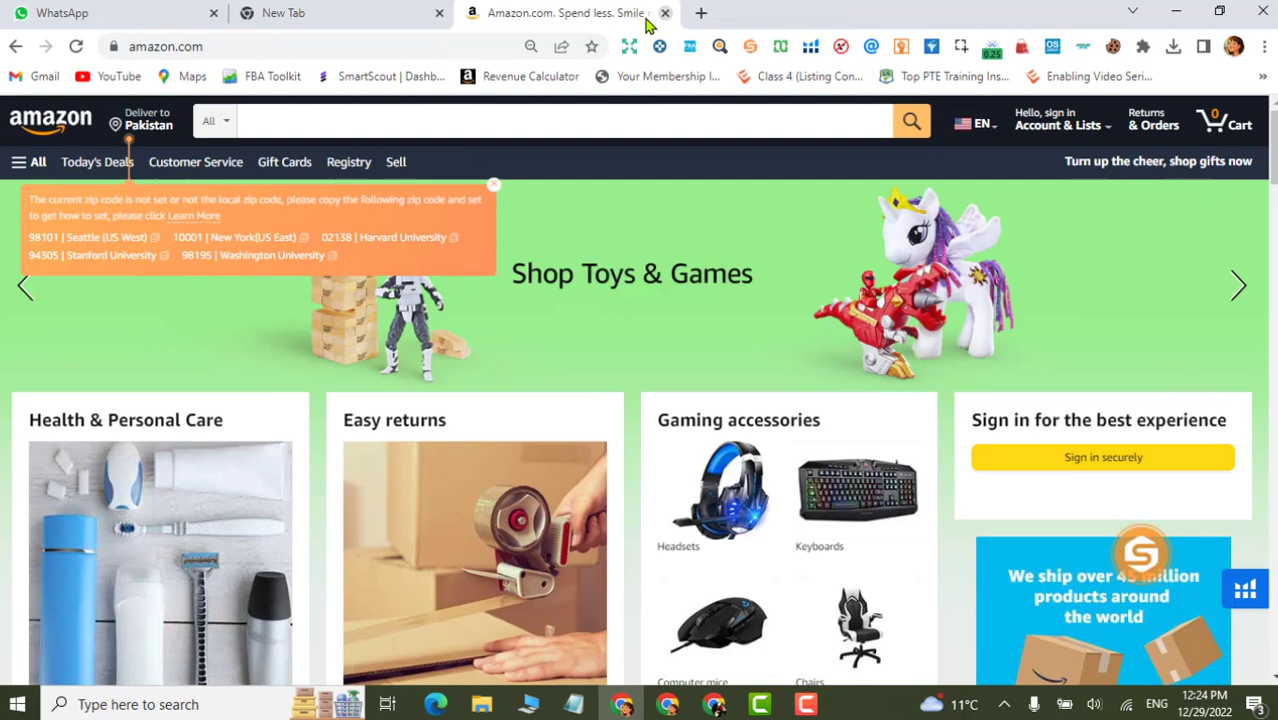 WhatsApp
New Tab
Amazon.com. Spend less. Smile
amazon.com
0.25
Gmail
YouTube
Maps
FBA Toolkit
SmartScout | Dashb...
Revenue Calculator
Your Membership I...
Class 4 (Listing Con...
Top PTE Training Ins...
Enabling Video Seri...
amazon
Deliver to
Pakistan
All
EN
Hello, sign in
Account & Lists
Returns
& Orders
0
Cart
All
Today's Deals
Customer Service
Gift Cards
Registry
Sell
Turn up the cheer, shop gifts now
The current zip code is not set or not the local zip code, please copy the following zip code and set
to get how to set, please click Learn More
98101 | Seattle (US West)
10001 | New York(US East)
02138 | Harvard University
94305 | Stanford University
98195 | Washington University
Shop Toys & Games
Health & Personal Care
Easy returns
Gaming accessories
Sign in for the best experience
Sign in securely
Headsets
Keyboards
We ship over 45 million
products around
the world
Computer mice
Chairs
Type here to search
11°C
ENG
12:24 PM
12/29/2022
3